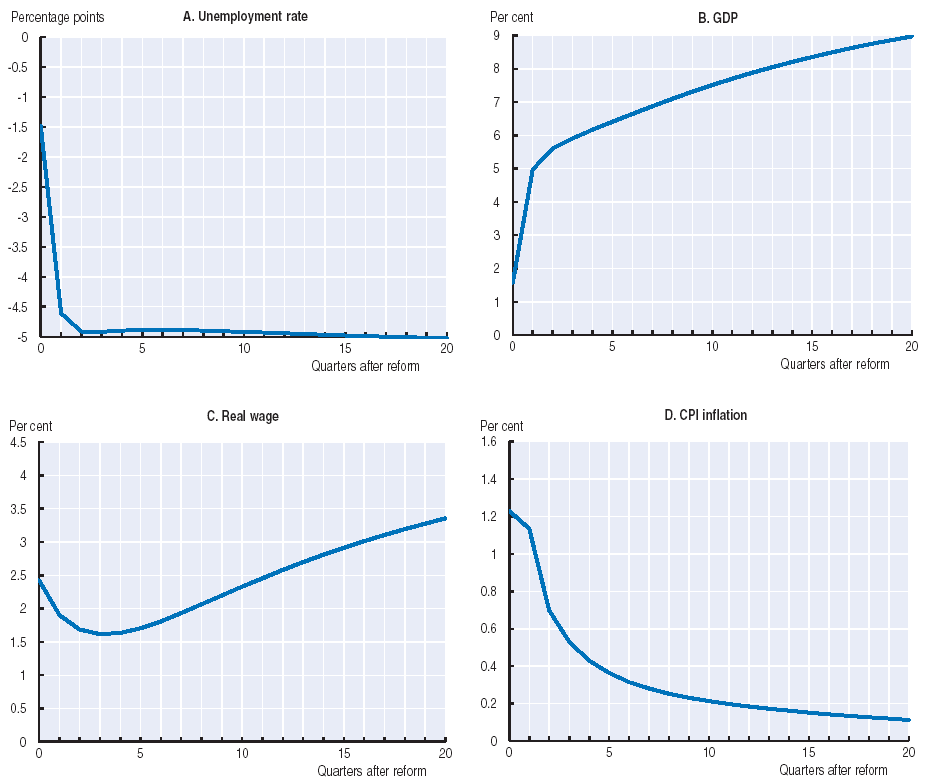 Percentage points
A. Unemployment rate
0
-0.5
-1
-1.5
-2
-2.5
-3
-3.5
-4
-4.5
-5
0 5 10 15 20
Quarters after reform
Per cent
B. GDP
9
8
7
6
5
4
3
2
1
0
0 5 10 15 20
Quarters after reform
Per cent
C. Real wage
4.5
4
3.5
3
2.5
2
1.5
1
0.5
0
0 5 10 15 20
Quarters after reform
Per cent
D. CPI inflation
1.6
1.4
1.2
1
0.8
0.6
0.4
0.2
0
0 5 10 15 20
Quarters after reform